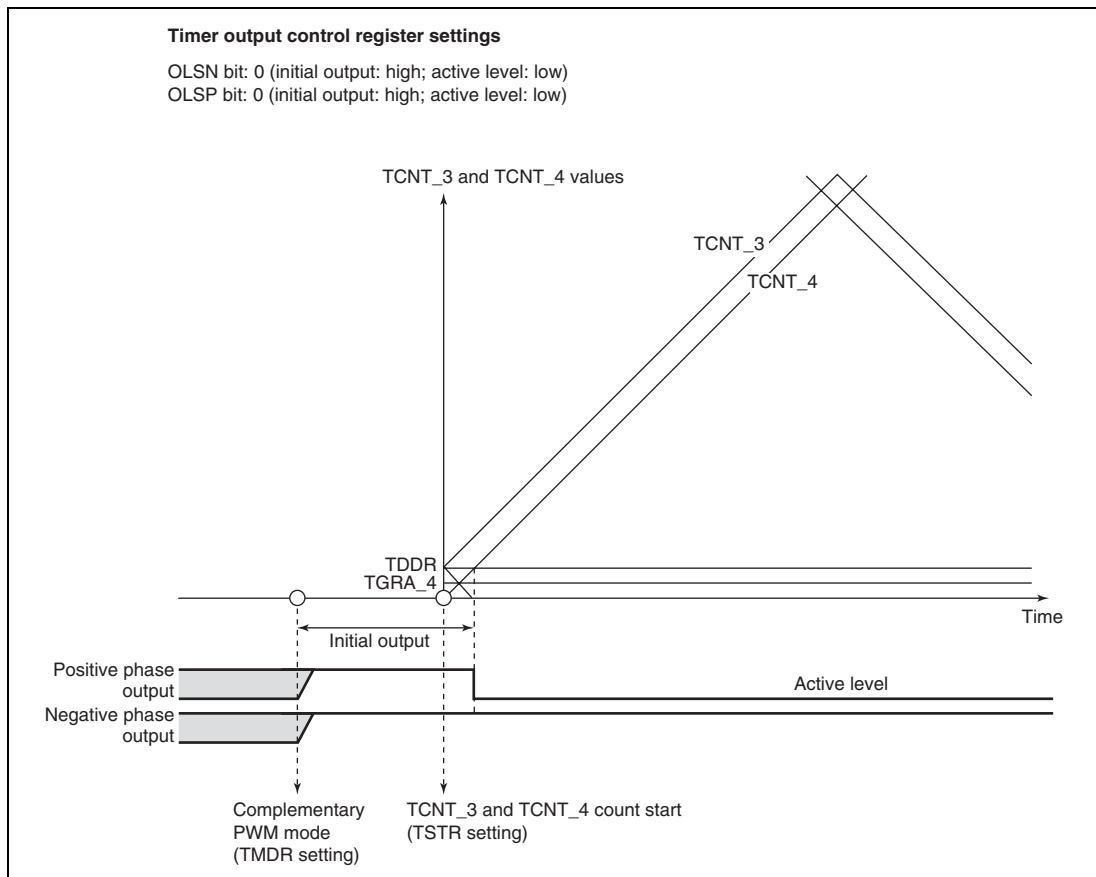 Timer output control register settings
OLSN bit: 0 (initial output: high; active level: low)
OLSP bit: 0 (initial output: high; active level: low)
TCNT_3 and TCNT_4 values
TCNT_3
TCNT_4
TDDR
TGRA_4
Time
Initial output
Positive phase
output
Active level
Negative phase
output
Complementary
PWM mode
(TMDR setting)
TCNT_3 and TCNT_4 count start
(TSTR setting)